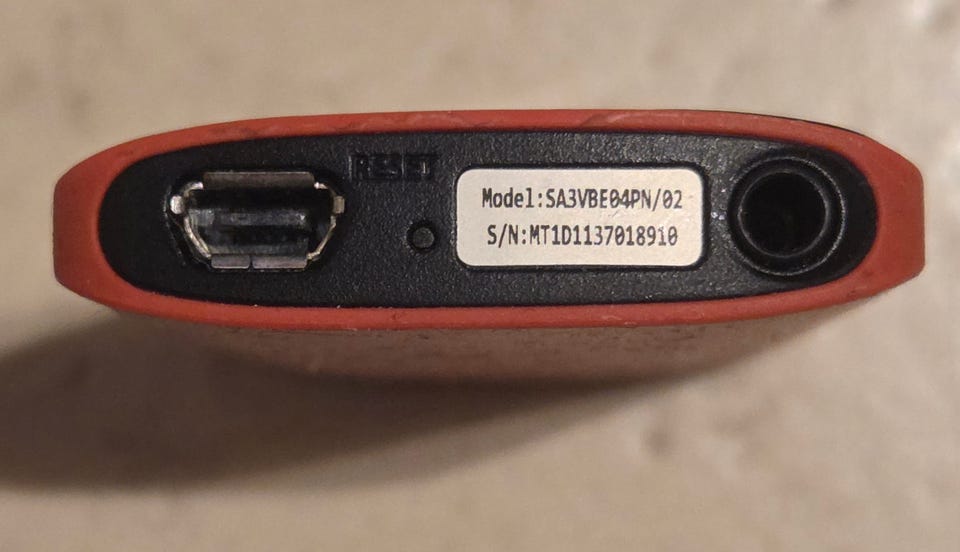 RESET
Model:SA3VBE04PN/02
S/N:MT1D1137018910